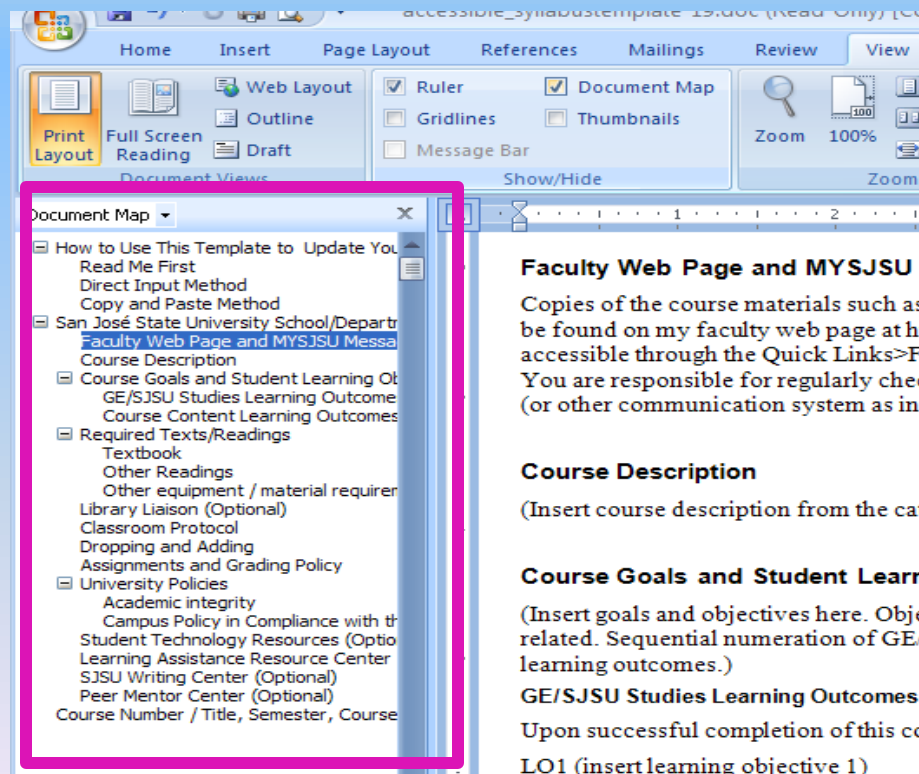 accessible_syllabustemplate-19.doc (Read-Only) [Co
Home Insert Page Layout References Mailings Review View
Print Layout
Full Screen Reading
Web Layout
Outline
Draft
Document Views
Ruler
Gridlines
Message Bar
Document Map
Thumbnails
Show/Hide
Zoom
100%
Zoom
Document Map
1 2
How to Use This Template to Update You
Read Me First
Direct Input Method
Copy and Paste Method
San José State University School/Departr
Faculty Web Page and MYSJSU Messa
Course Description
Course Goals and Student Learning Ob
GE/SJSU Studies Learning Outcome
Course Content Learning Outcomes
Required Texts/Readings
Textbook
Other Readings
Other equipment / material requirem
Library Liaison (Optional)
Classroom Protocol
Dropping and Adding
Assignments and Grading Policy
University Policies
Academic integrity
Campus Policy in Compliance with th
Student Technology Resources (Optio
Learning Assistance Resource Center
SJSU Writing Center (Optional)
Peer Mentor Center (Optional)
Course Number / Title, Semester, Course
Faculty Web Page and MYSJSU
Copies of the course materials such as
be found on my faculty web page at h
accessible through the Quick Links>F
You are responsible for regularly chec
(or other communication system as in
Course Description
(Insert course description from the ca
Course Goals and Student Learn
(Insert goals and objectives here. Obje
related. Sequential numeration of GE
learning outcomes.)
GE/SJSU Studies Learning Outcomes
Upon successful completion of this co
LO1 (insert learning objective 1)